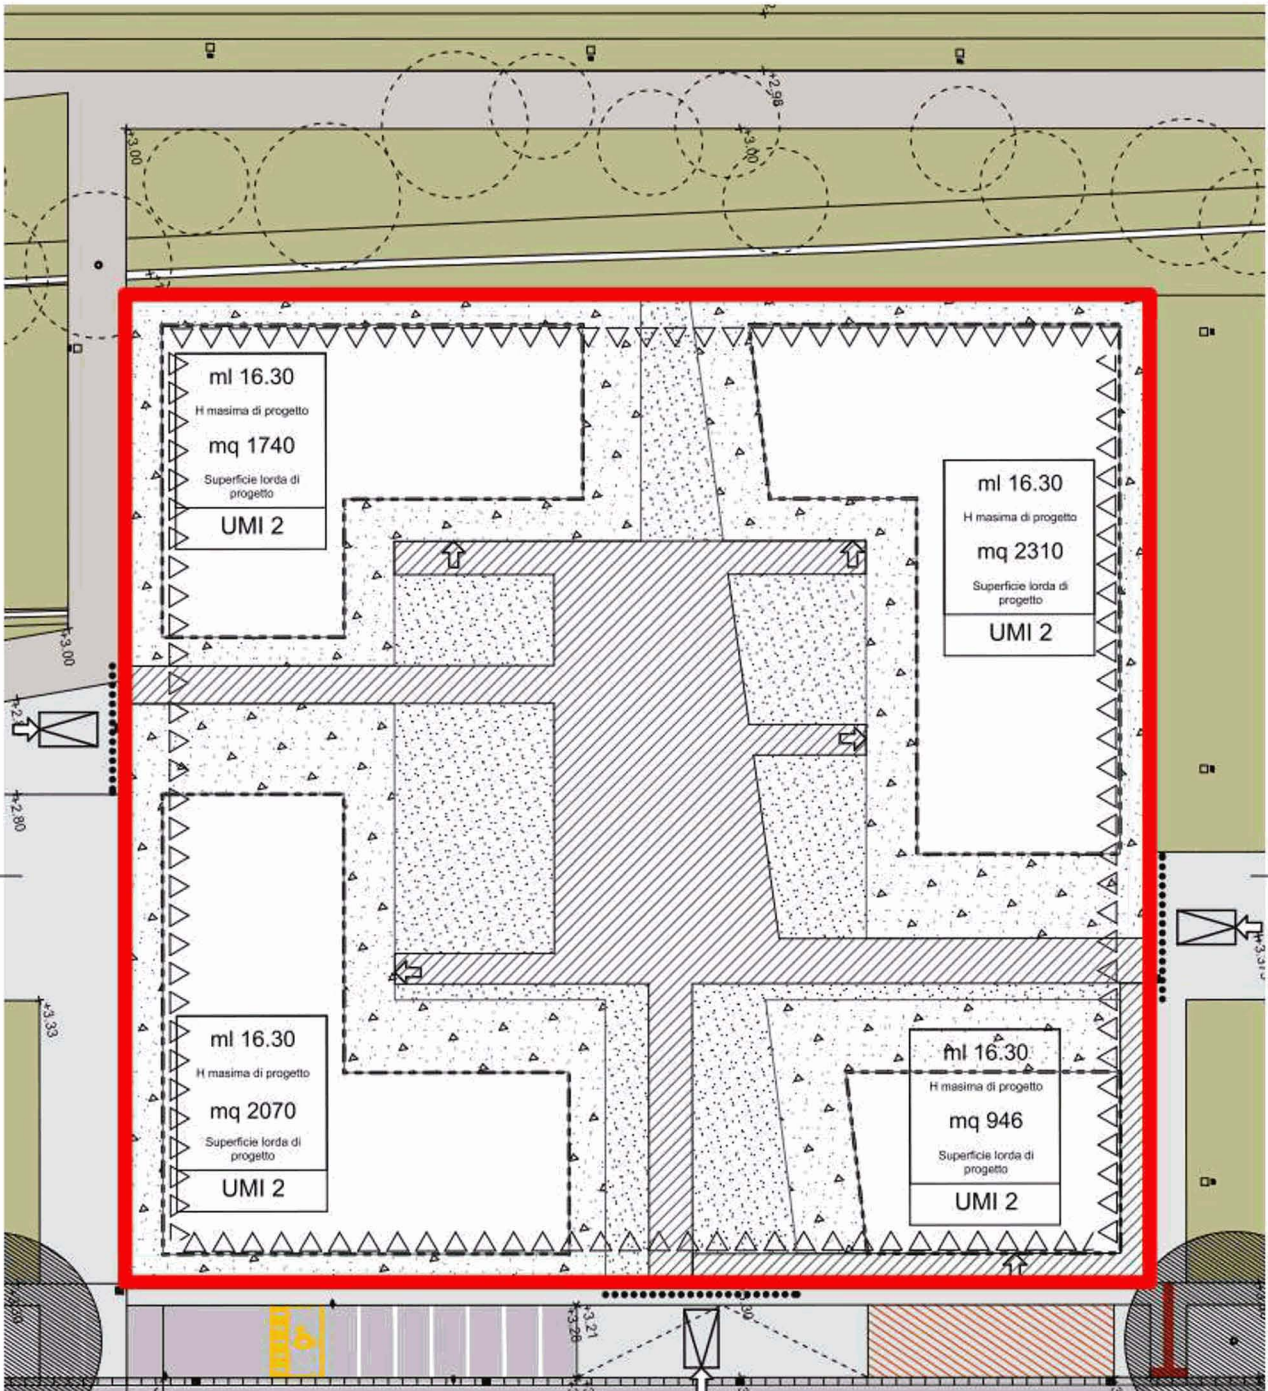 +2.98
+3.00
+3.00
ml 16.30
H masima di progetto
mq 1740
Superficie lorda di
progetto
UMI 2
ml 16.30
H masima di progetto
mq 2310
Superficie lorda di
progetto
UMI 2
+3.00
+2.80
+3.33
ml 16.30
H masima di progetto
mq 2070
Superficie lorda di
progetto
UMI 2
ml 16.30
H masima di progetto
mq 946
Superficie lorda di
progetto
UMI 2
+3.21
+3.26